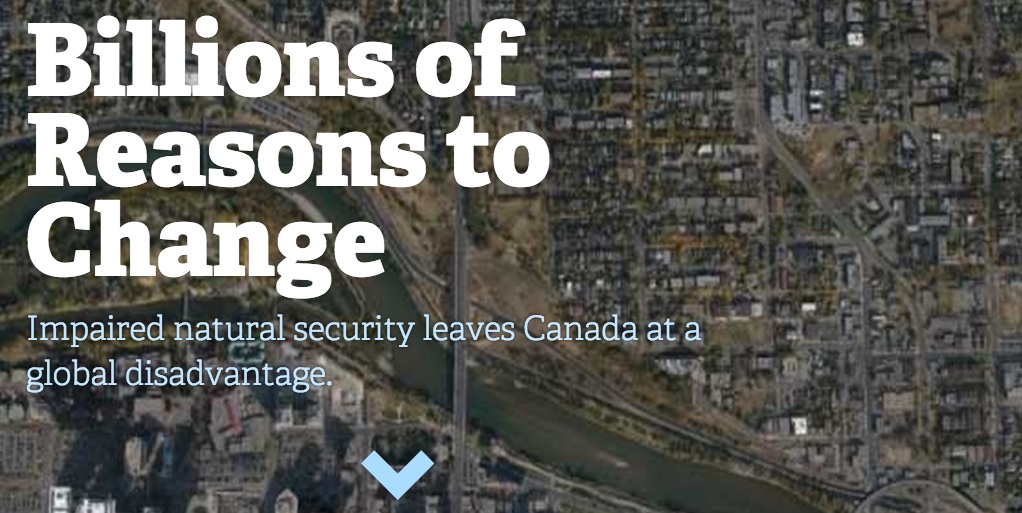 Billions of
Reasons to
Change
Impaired natural security leaves Canada at a
global disadvantage.